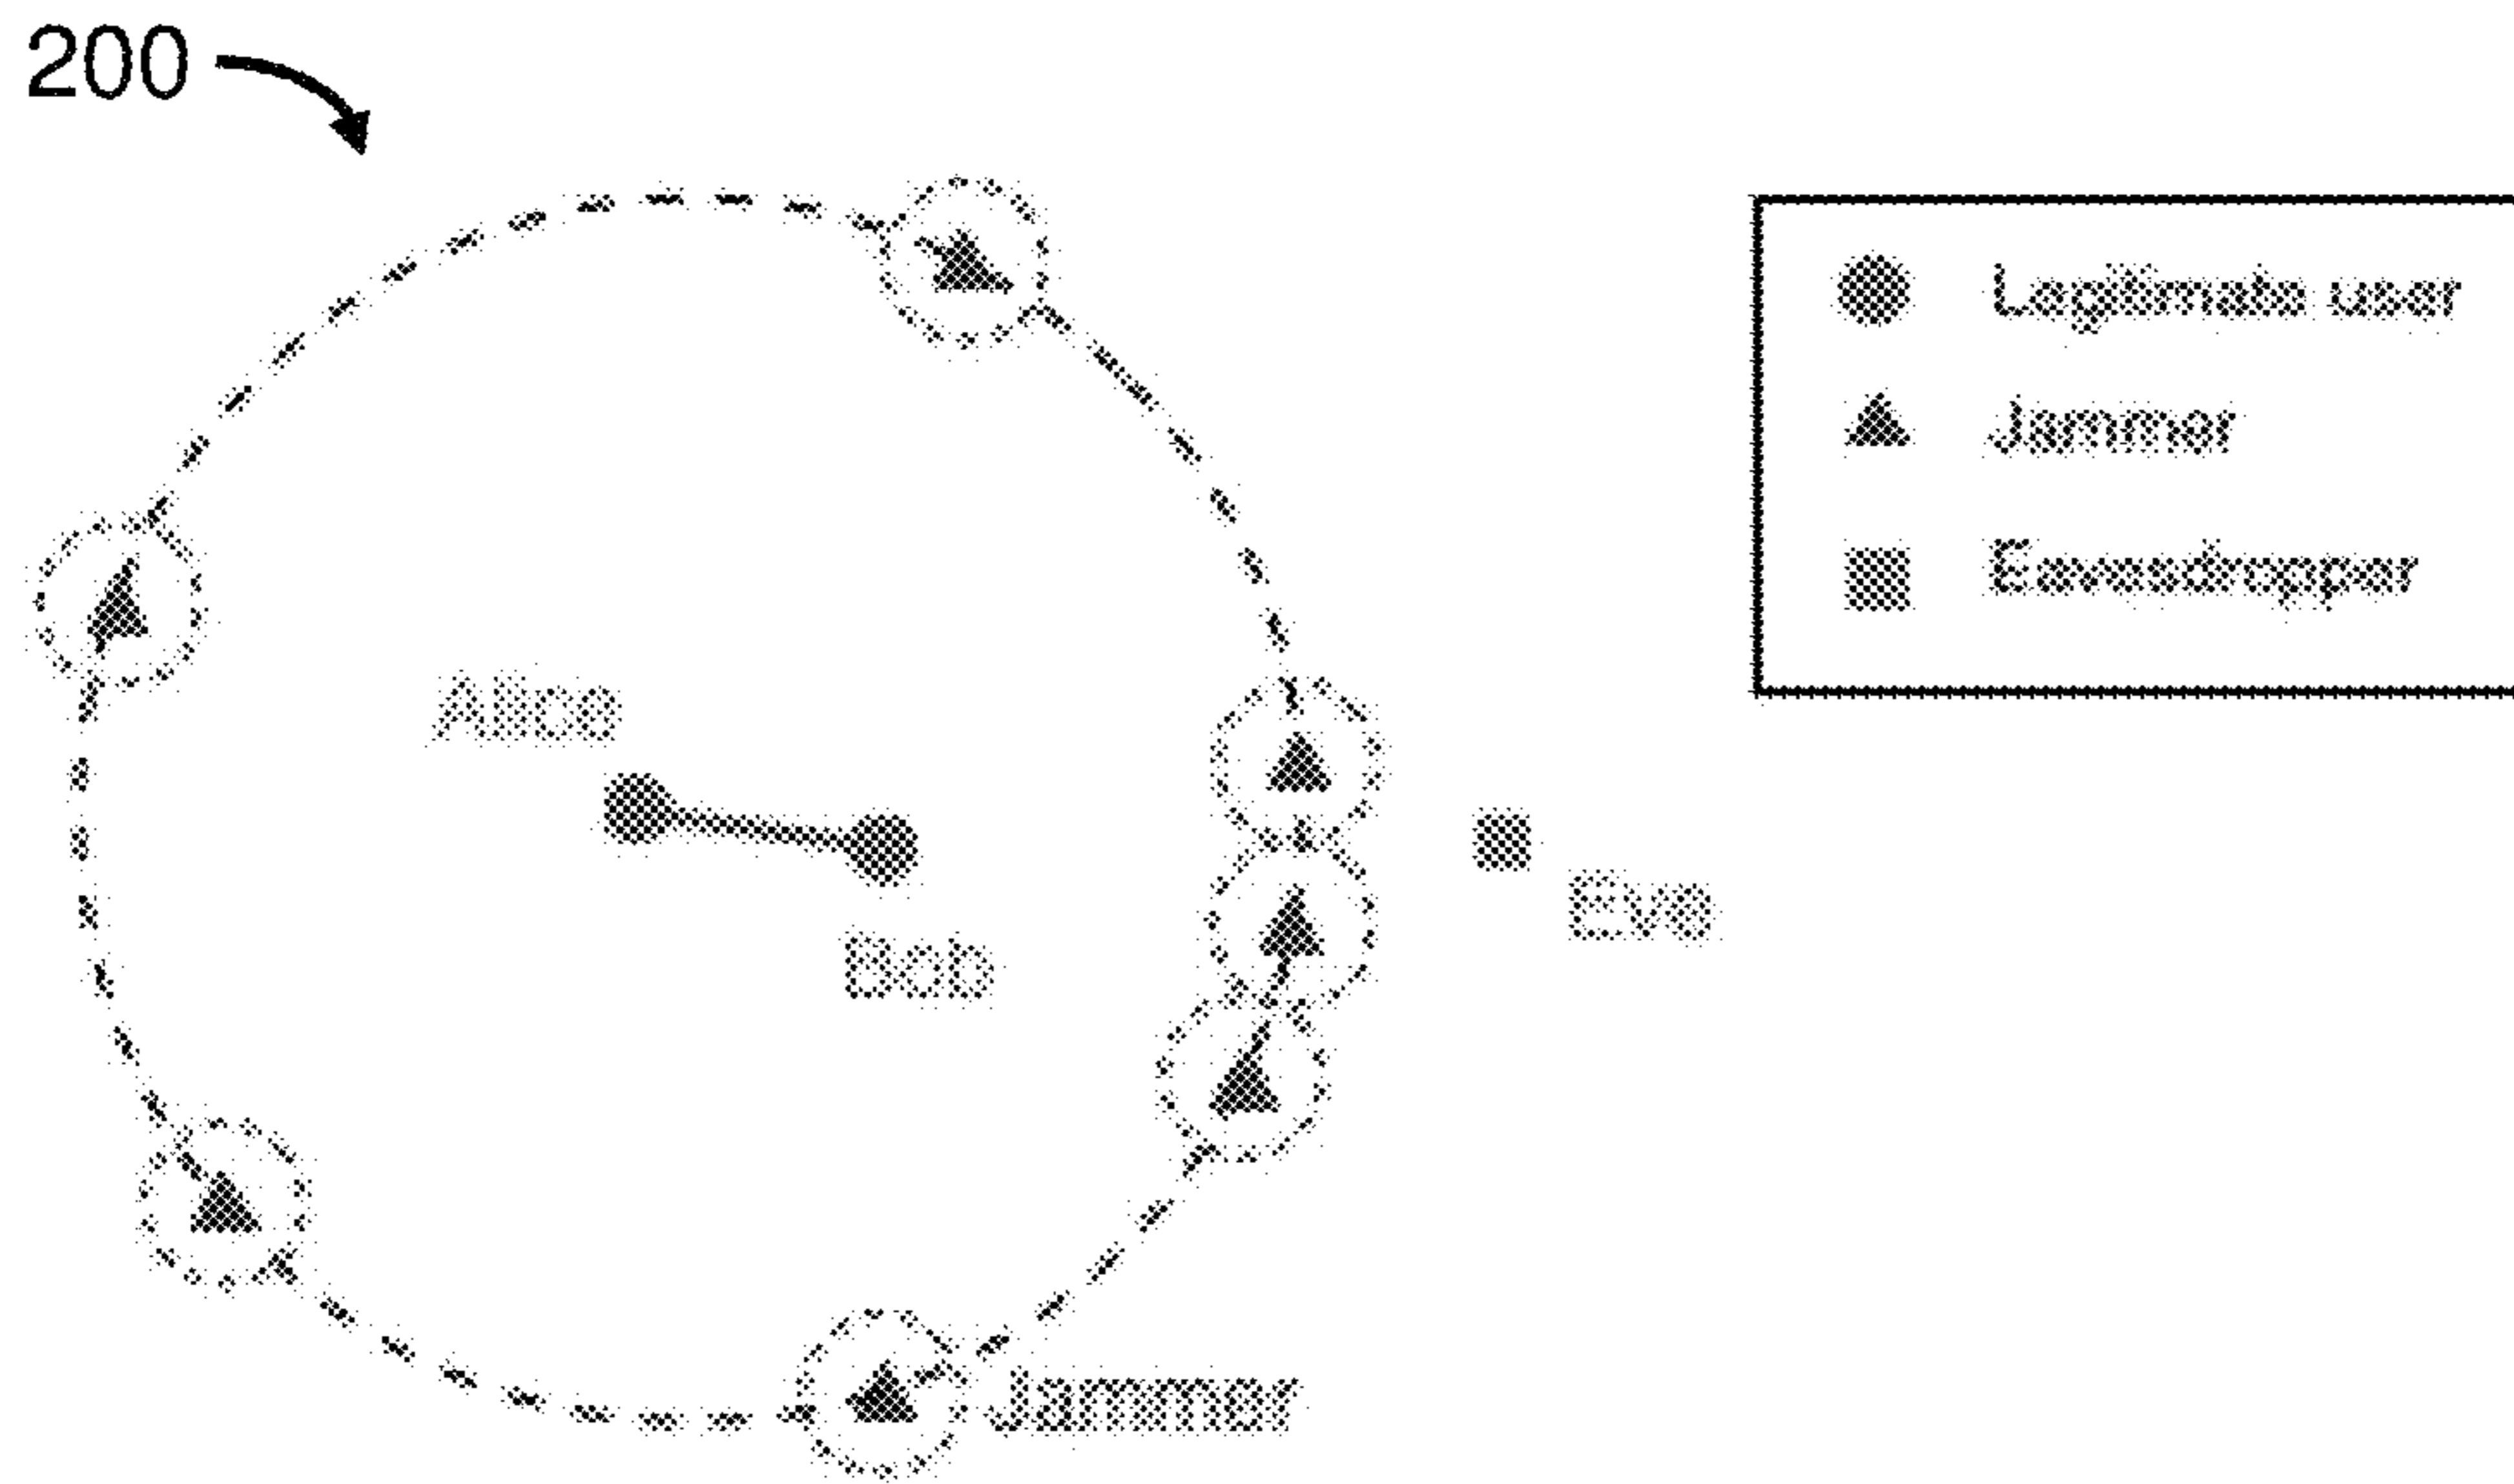 200
Legitimate user
Jammer
Eavesdropper
Alice
Bob
Eve
Jammer